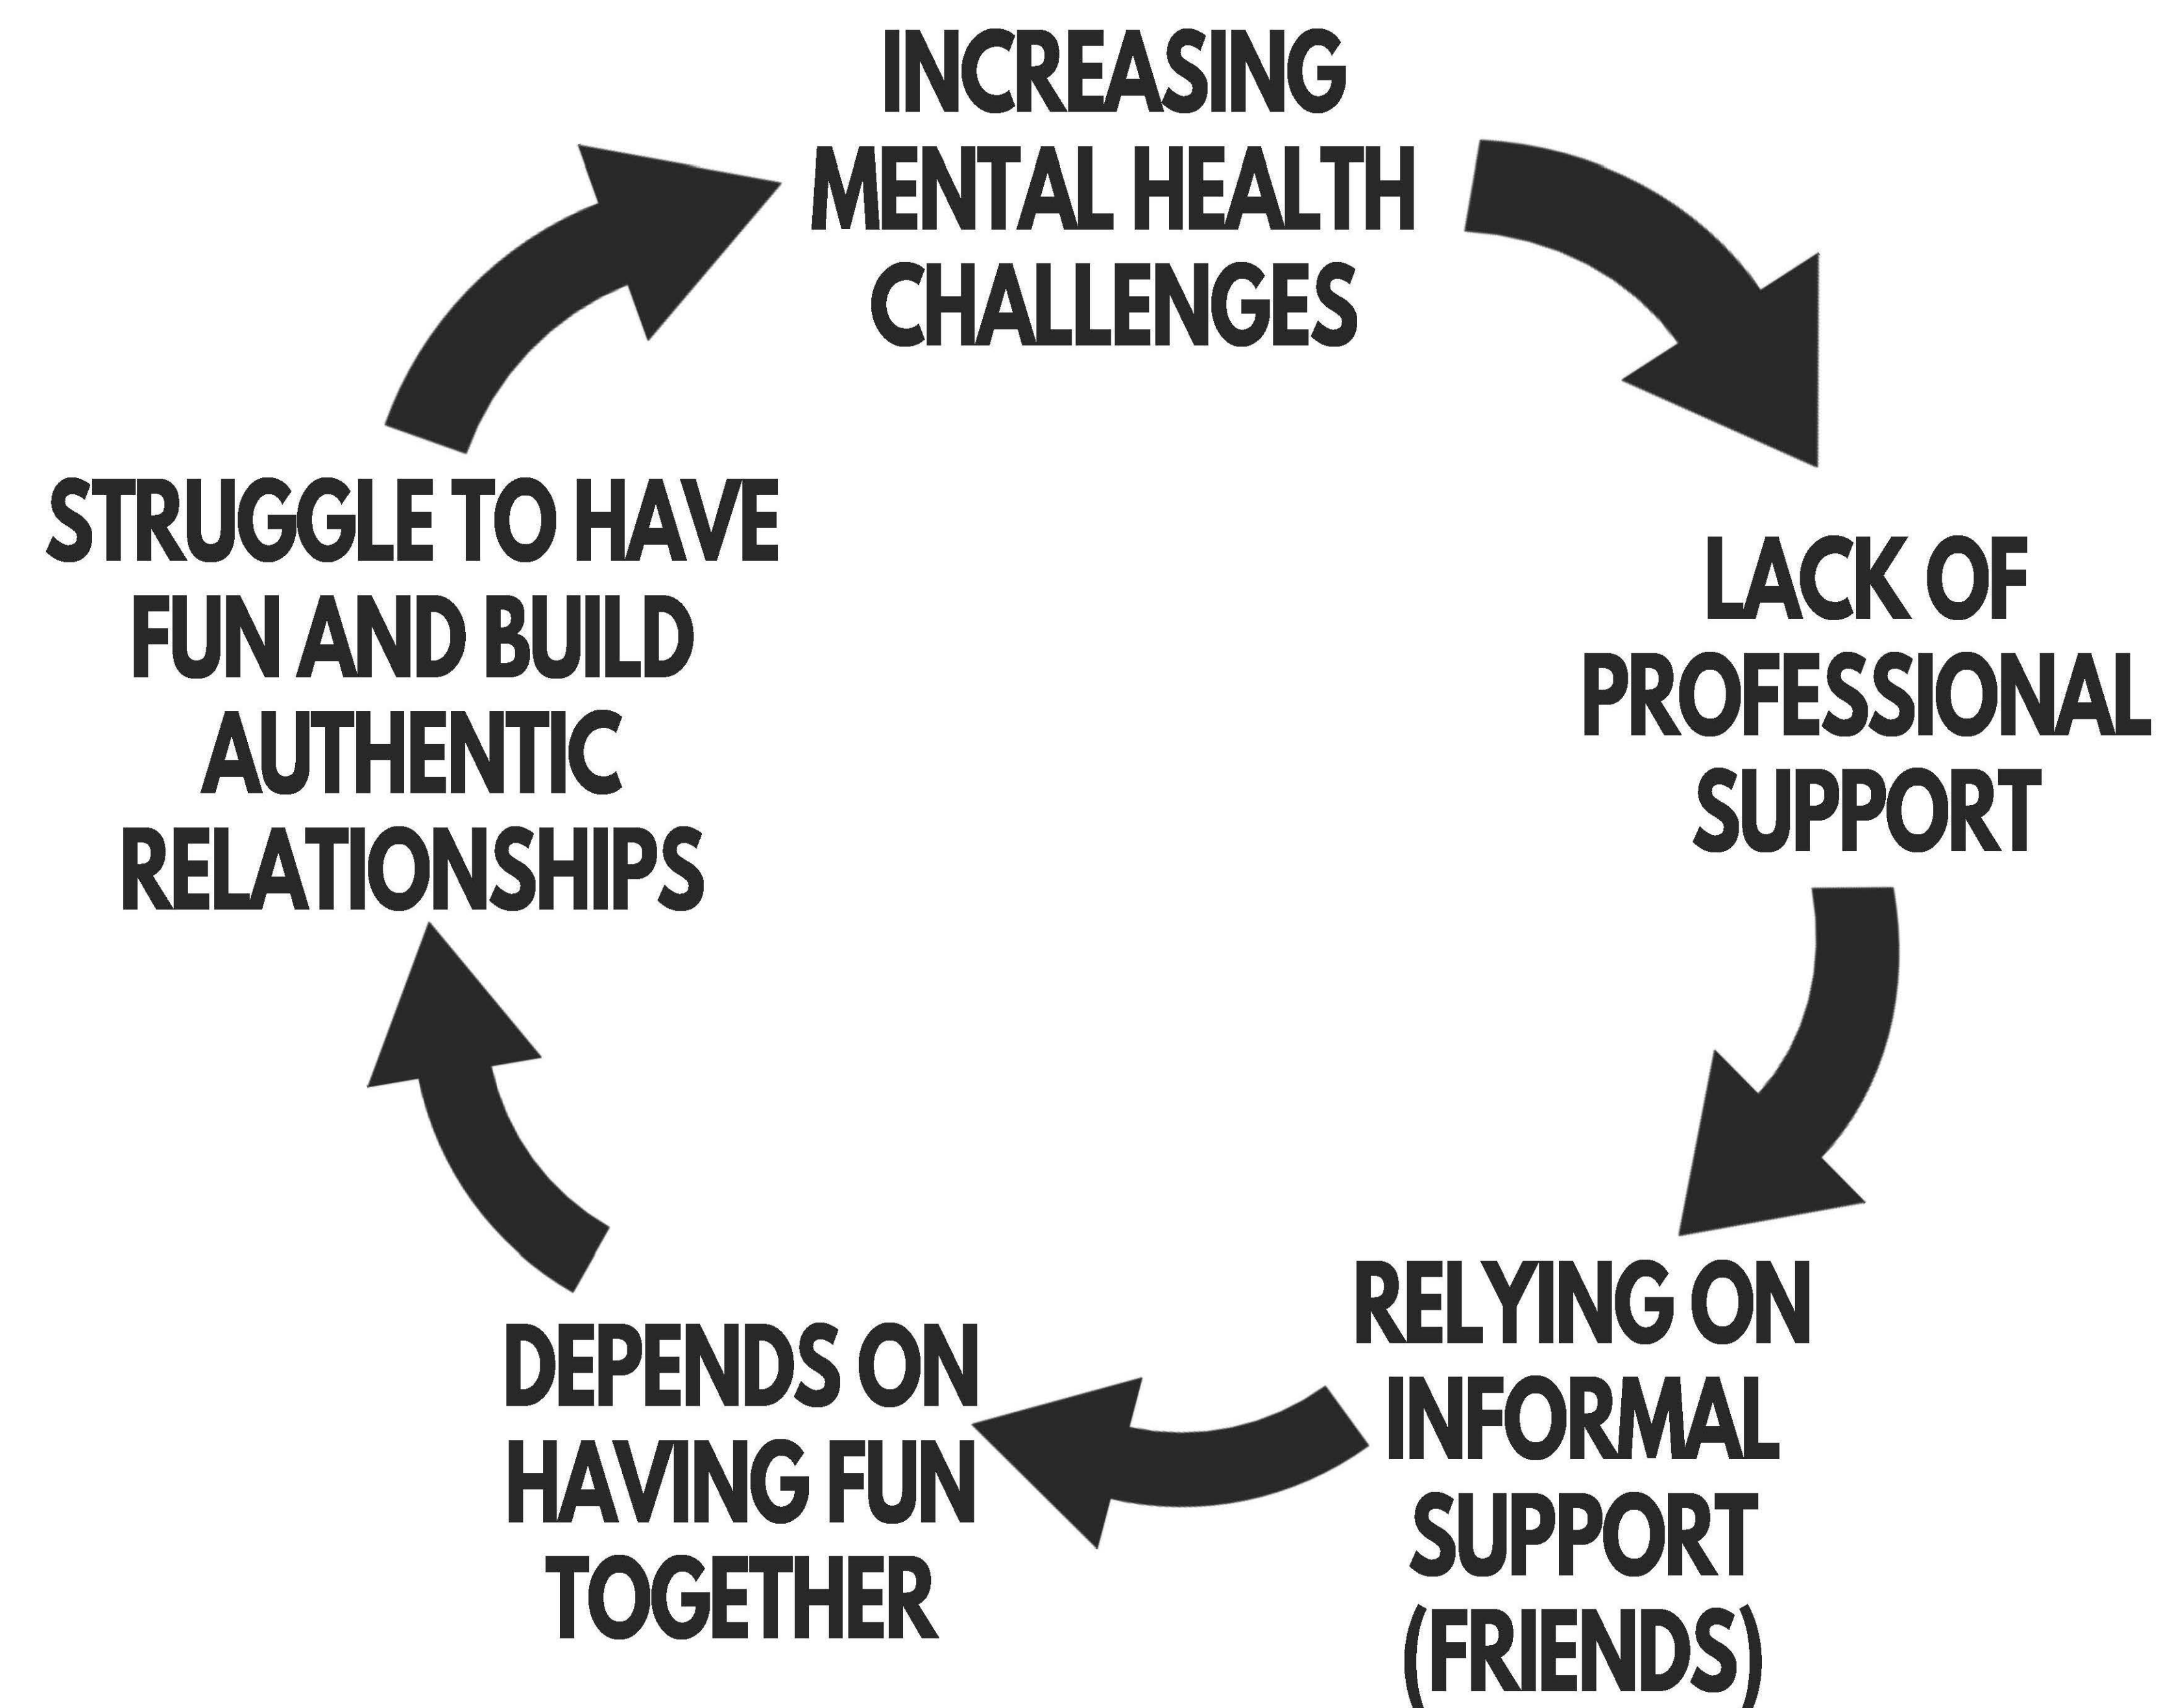 INCREASING
MENTAL HEALTH
CHALLENGES
LACK OF
PROFESSIONAL
SUPPORT
RELYING ON
INFORMAL
SUPPORT
(FRIENDS)
DEPENDS ON
HAVING FUN
TOGETHER
STRUGGLE TO HAVE
FUN AND BUILD
AUTHENTIC
RELATIONSHIPS